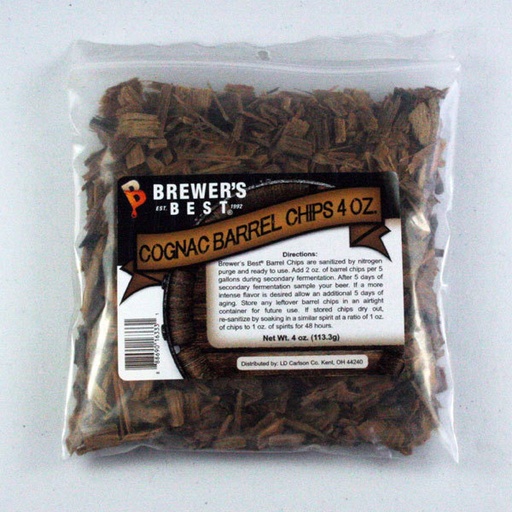 BREWER'S
EST. BEST® 1992
COGNAC BARREL CHIPS 4 OZ.
Directions:
Brewer's Best® Barrel Chips are sanitized by nitrogen
purge and ready to use. Add 2 oz. of barrel chips per 5
gallons during secondary fermentation. After 5 days of
secondary fermentation sample your beer. If a more
intense flavor is desired allow an additional 5 days of
aging. Store any leftover barrel chips in an airtight
container for future use. If stored chips dry out,
re-sanitize by soaking in a similar spirit at a ratio of 1 oz.
of chips to 1 oz. of spirits for 48 hours.
Net Wt. 4 oz. (113.3g)
Distributed by: LD Carlson Co. Kent, OH 44240